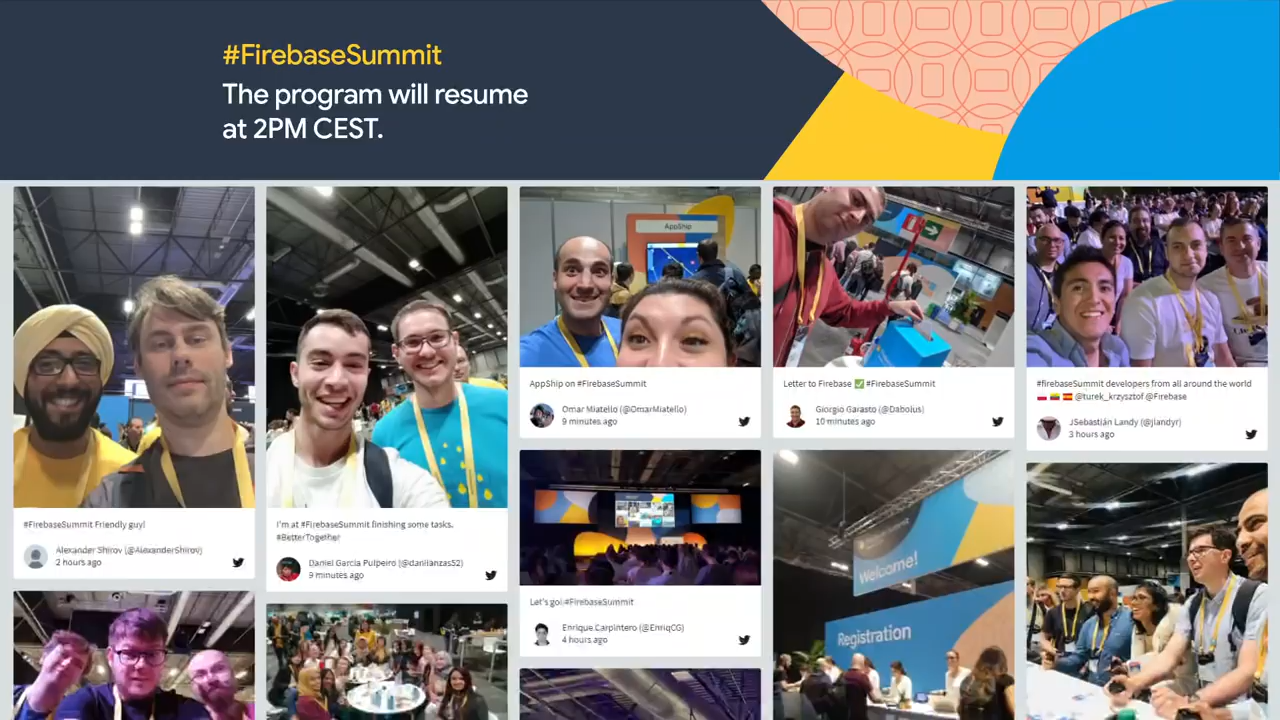 #FirebaseSummit
The program will resume
at 2PM CEST.
#FirebaseSummit Friendly guy!
Alexander Shirov (@AlexanderShirov)
2 hours ago
I'm at #FirebaseSummit finishing some tasks.
#BetterTogether
Daniel Garcia Pulpeiro (@danilianzas52)
9 minutes ago
AppShip
AppShip on #FirebaseSummit
Omar Miatello (@OmarMiatello)
9 minutes ago
Let's go! #FirebaseSummit
Enrique Carpintero (@EnriqCG)
4 hours ago
Letter to Firebase ✅ #FirebaseSummit
Giorgio Garasto (@Dabolus)
10 minutes ago
Welcome!
Registration
#firebaseSummit developers from all around the world
🇵🇱 🇪🇨 🇪🇸 @turek_krzysztof @Firebase
JSebastián Landy (@jlandyr)
3 hours ago